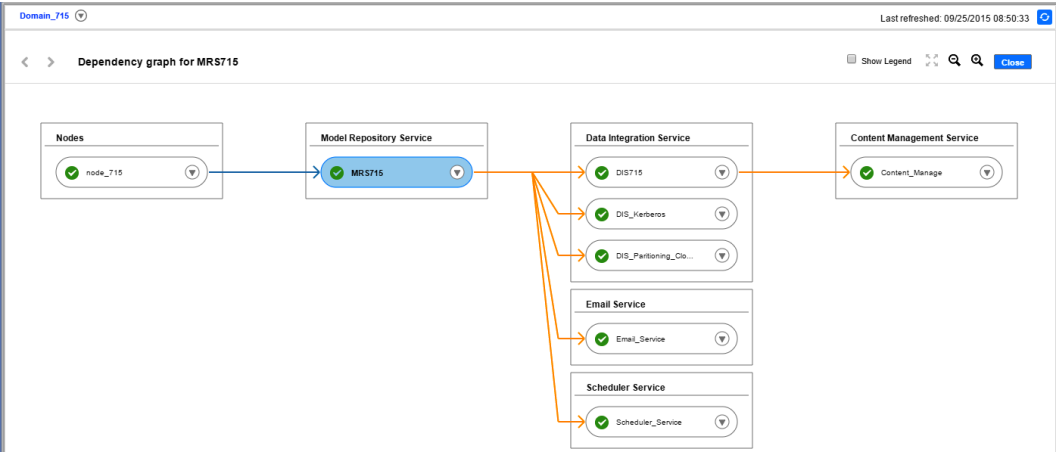 Domain_715
Last refreshed: 09/25/2015 08:50:33
Dependency graph for MRS715
Show Legend
Close
Nodes
node_715
Model Repository Service
MRS715
Data Integration Service
DIS715
DIS_Kerberos
DIS_Paritioning_Clo...
Email Service
Email_Service
Scheduler Service
Scheduler_Service
Content Management Service
Content_Manage